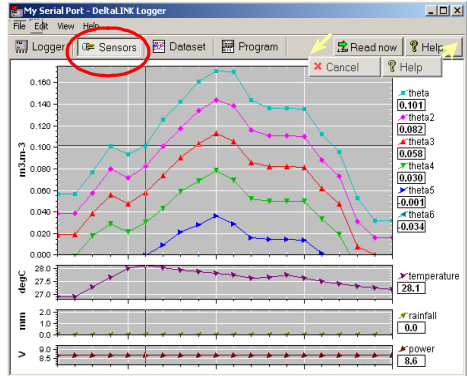 My Serial Port - DeltaLINK Logger
File Edit View Help
Logger Sensors Dataset Program Read now Help
Cancel Help
0.160
0.140
0.120
0.100
0.080
0.060
0.040
0.020
0.000
m3.m-3
theta
0.101
theta2
0.082
theta3
0.058
theta4
0.030
theta5
-0.001
theta6
-0.034
28.0
27.5
27.0
degC
temperature
28.1
2.0
1.0
0.0
mm
rainfall
0.0
9.0
8.5
V
power
8.6